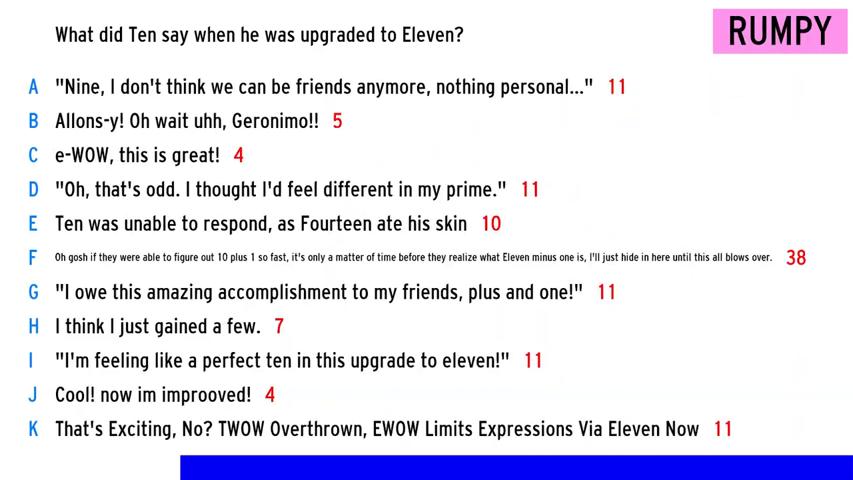 What did Ten say when he was upgraded to Eleven?
RUMPY
A "Nine, I don't think we can be friends anymore, nothing personal..." 11
B Allons-y! Oh wait uhh, Geronimo!! 5
C e-WOW, this is great! 4
D "Oh, that's odd. I thought I'd feel different in my prime." 11
E Ten was unable to respond, as Fourteen ate his skin 10
F Oh gosh if they were able to figure out 10 plus 1 so fast, it's only a matter of time before they realize what Eleven minus one is, I'll just hide in here until this all blows over. 38
G "I owe this amazing accomplishment to my friends, plus and one!" 11
H I think I just gained a few. 7
I "I'm feeling like a perfect ten in this upgrade to eleven!" 11
J Cool! now im improoved! 4
K That's Exciting, No? TWOW Overthrown, EWOW Limits Expressions Via Eleven Now 11